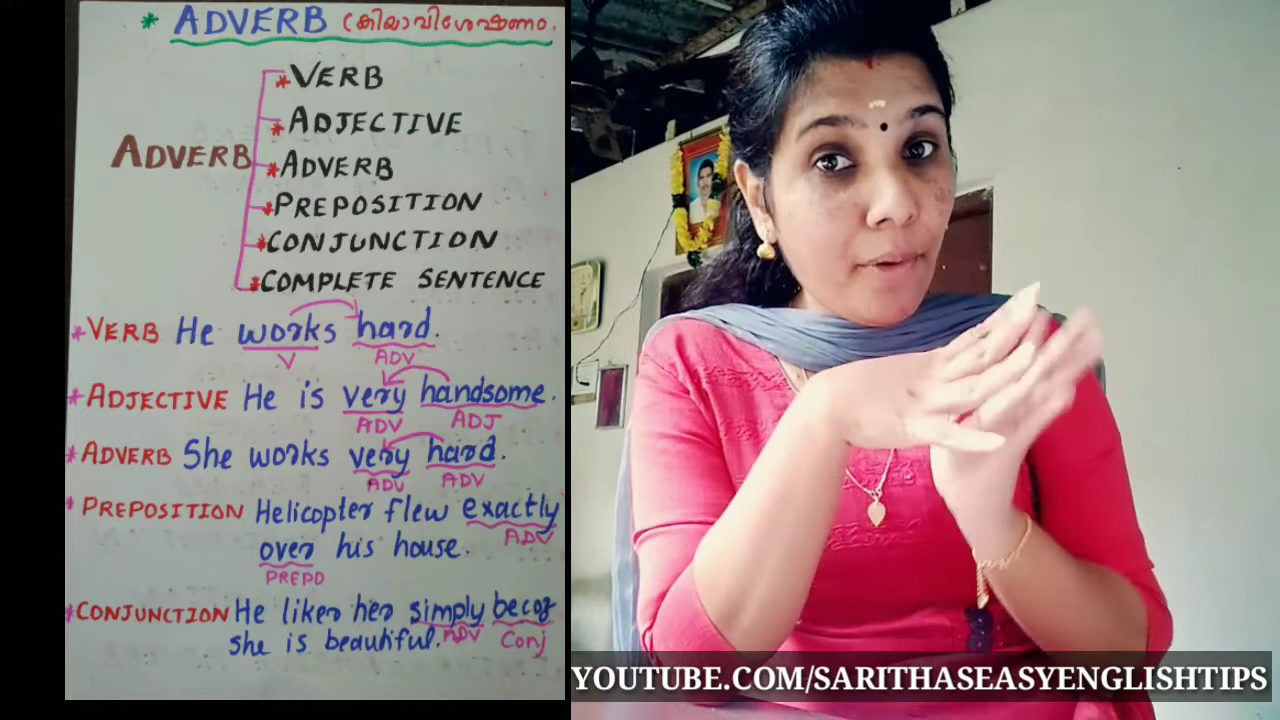 * ADVERB (ക്രിയാവിശേഷണം.
ADVERB
* VERB
* ADJECTIVE
* ADVERB
* PREPOSITION
* CONJUNCTION
* COMPLETE SENTENCE
* VERB He works hard.
V ADV
* ADJECTIVE He is very handsome.
ADV ADJ
* ADVERB She works very hard.
ADV ADV
* PREPOSITION Helicopter flew exactly
ADV
over his house.
PREPO
* CONJUNCTION He likes her simply becoz
she is beautiful. ADV Conj
YOUTUBE.COM/SARITHASEASYENGLISHTIPS